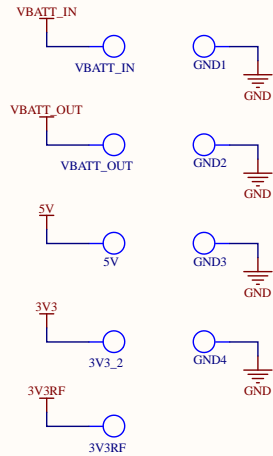 VBATT_IN
VBATT_IN
GND1
GND
VBATT_OUT
VBATT_OUT
GND2
GND
5V
5V
GND3
GND
3V3
3V3_2
GND4
GND
3V3RF
3V3RF